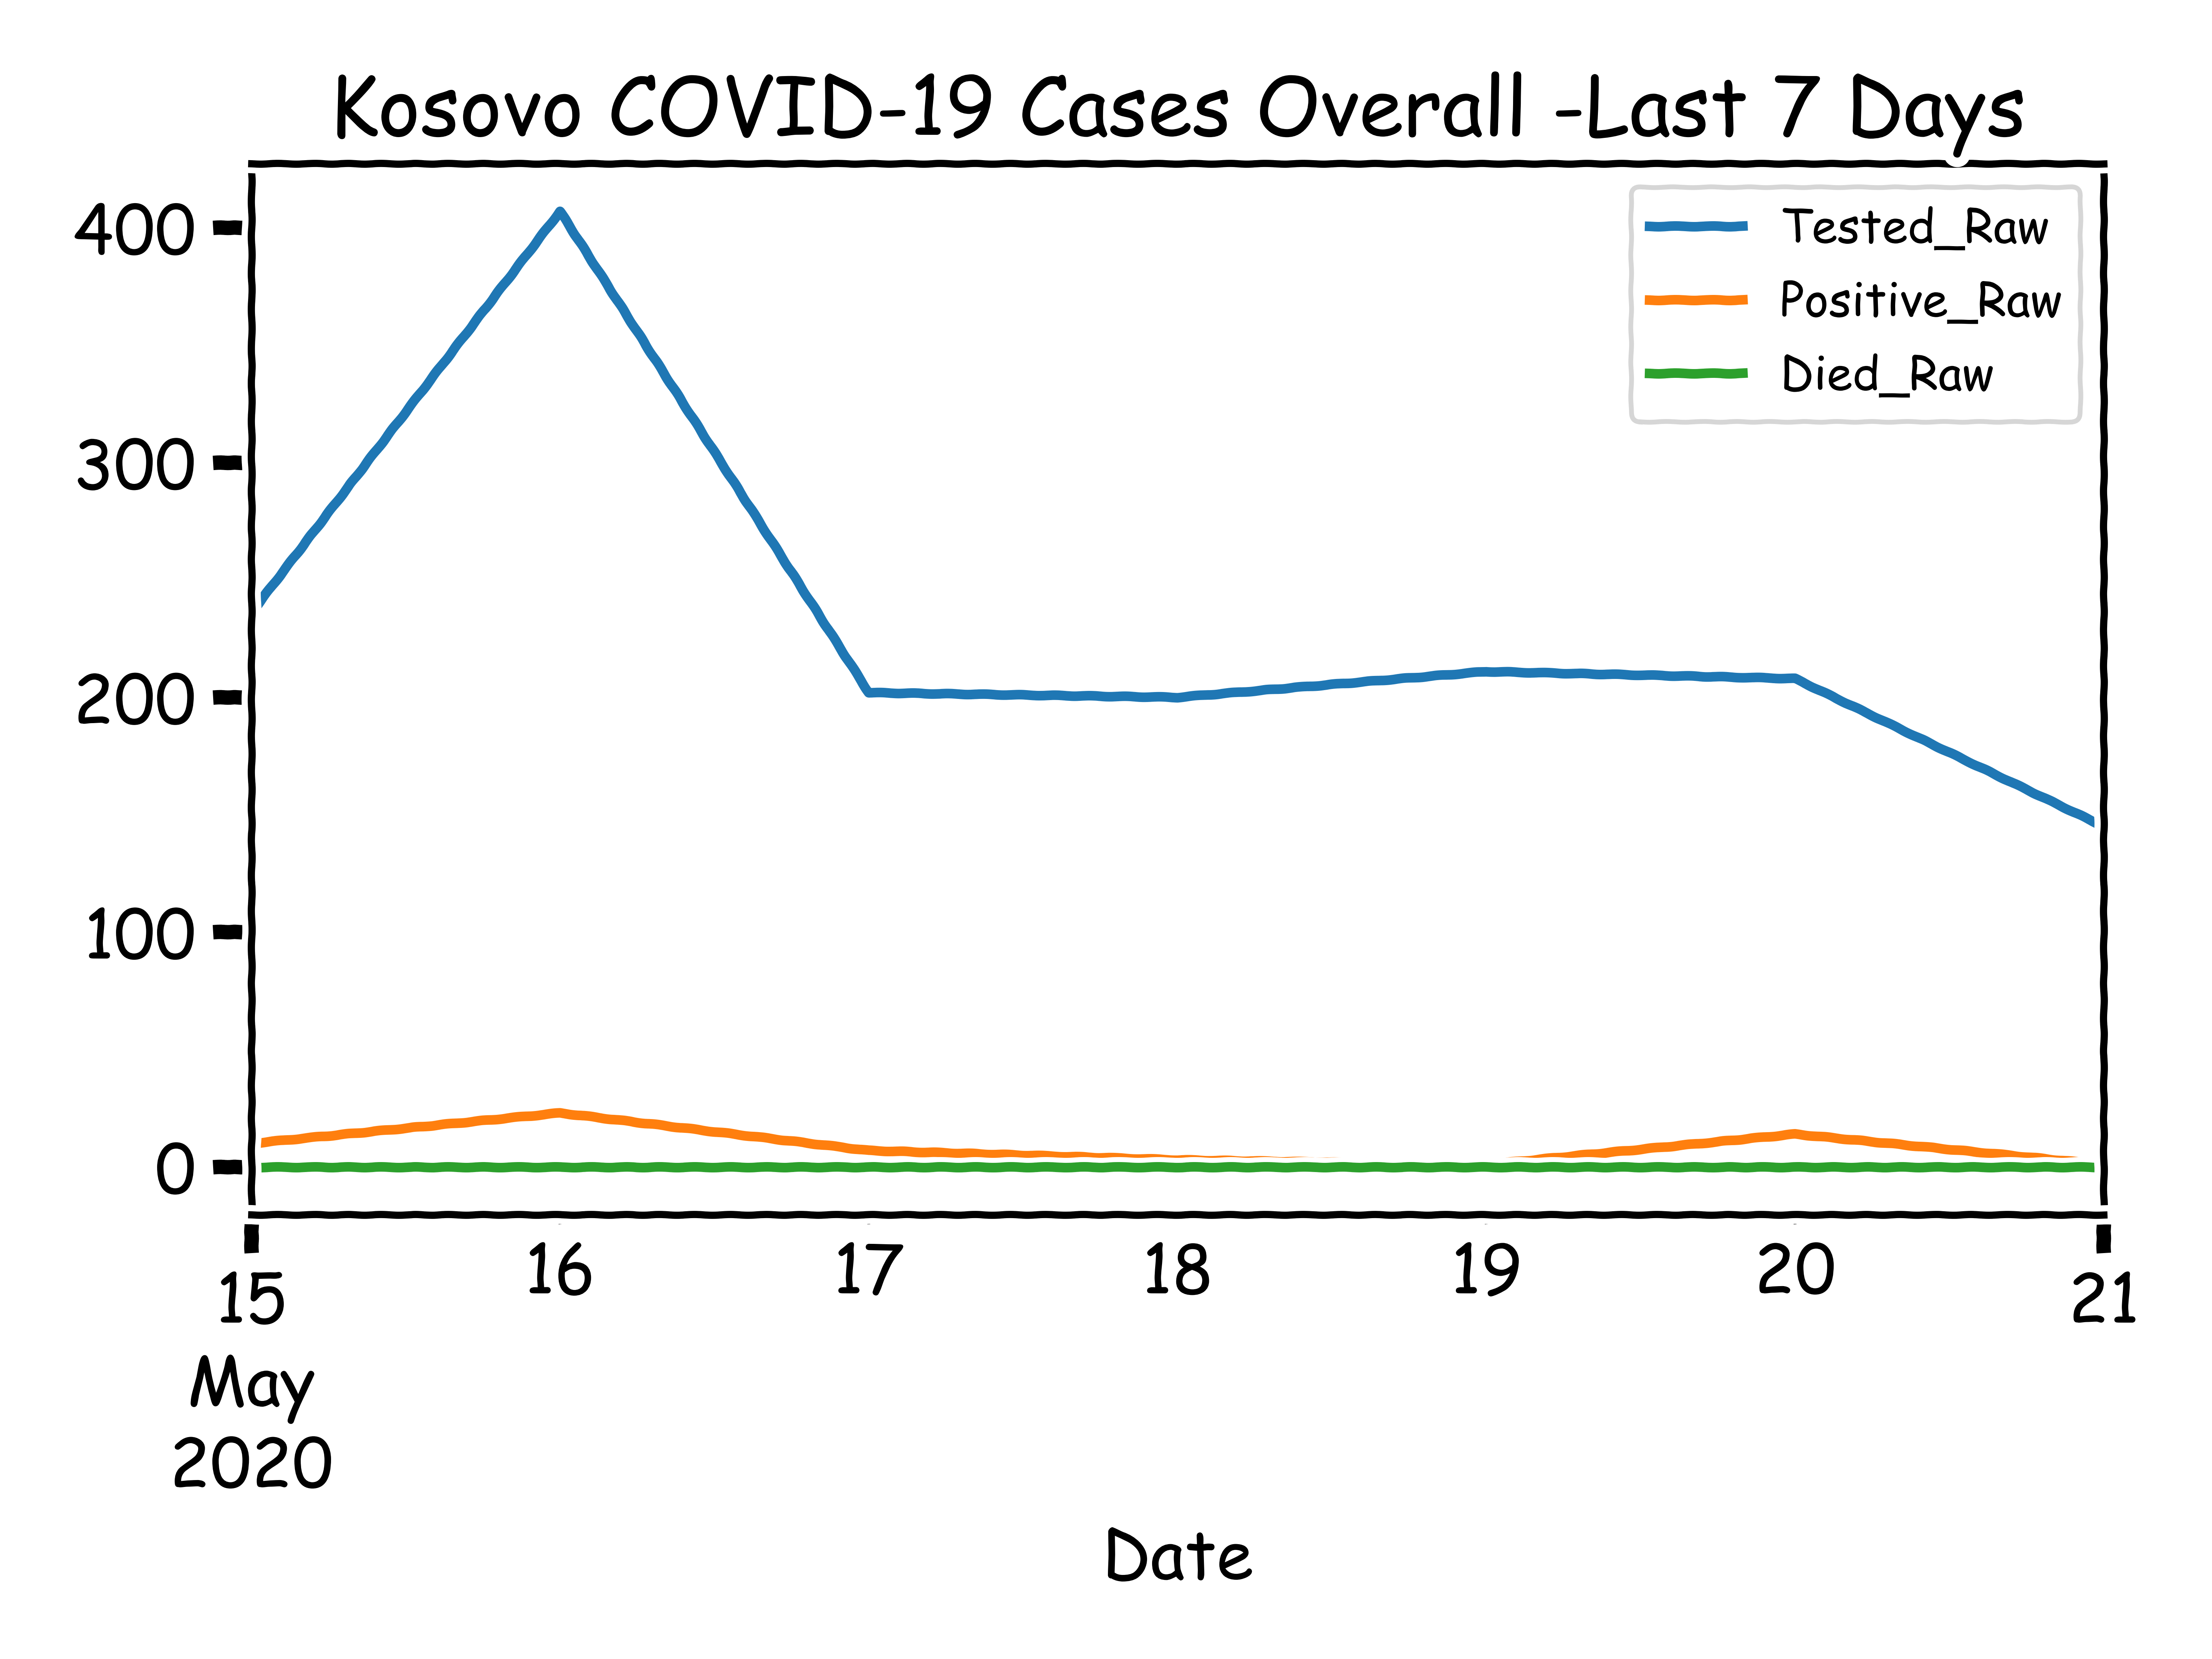 Kosovo COVID-19 Cases Overall -Last 7 Days
400
300
200
100
0
Tested_Raw
Positive_Raw
Died_Raw
15 16 17 18 19 20 21
May
2020
Date